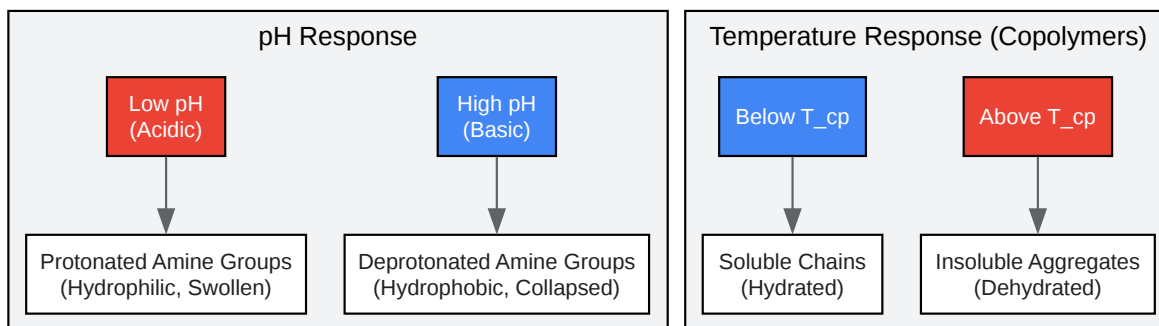 pH Response
Low pH
(Acidic)
High pH
(Basic)
Protonated Amine Groups
(Hydrophilic, Swollen)
Deprotonated Amine Groups
(Hydrophobic, Collapsed)
Temperature Response (Copolymers)
Below T_cp
Above T_cp
Soluble Chains
(Hydrated)
Insoluble Aggregates
(Dehydrated)